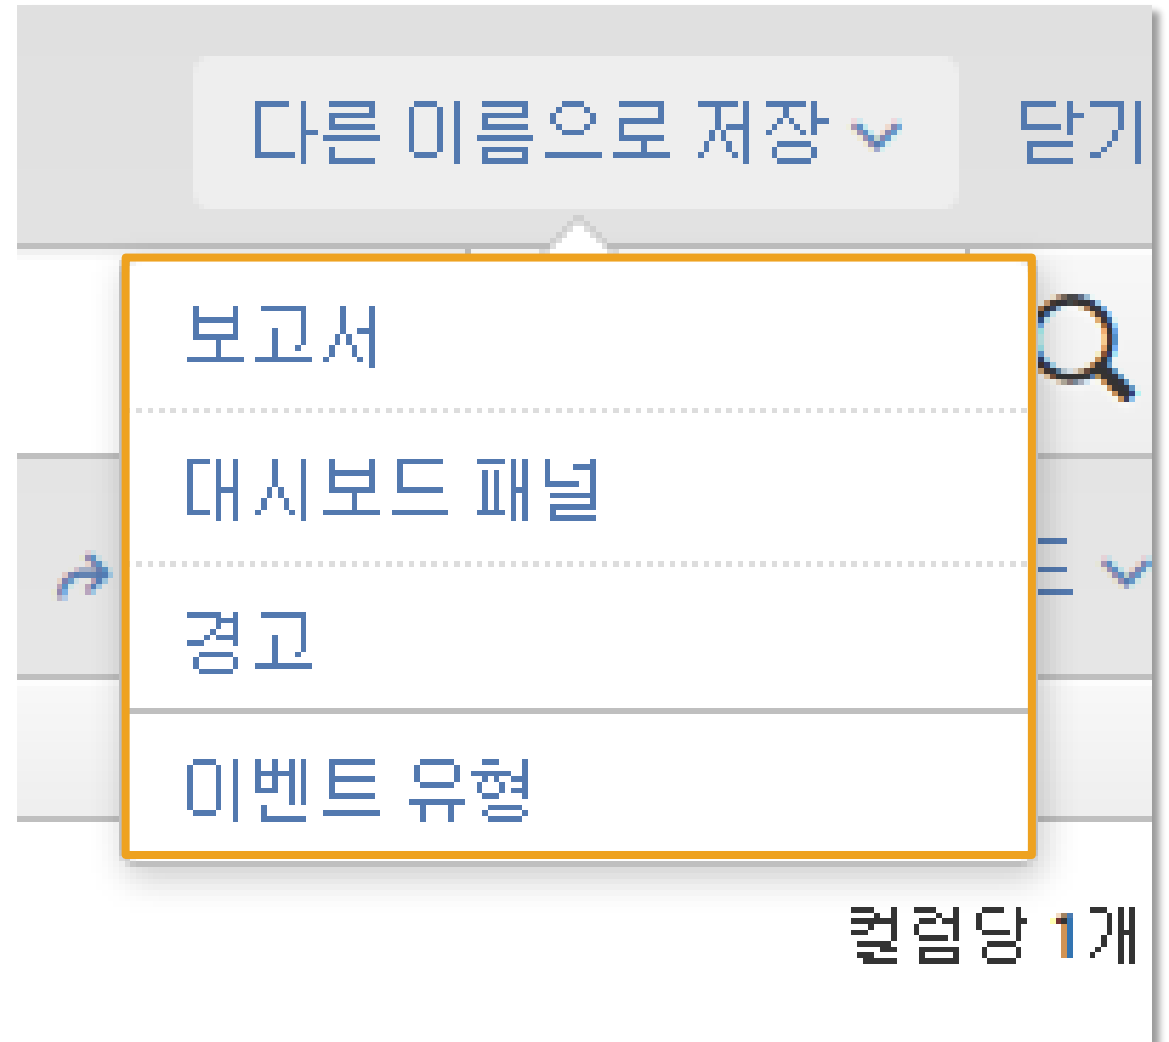 다른 이름으로 저장 닫기
보고서
대시보드 패널
경고
이벤트 유형
컬럼당 1개